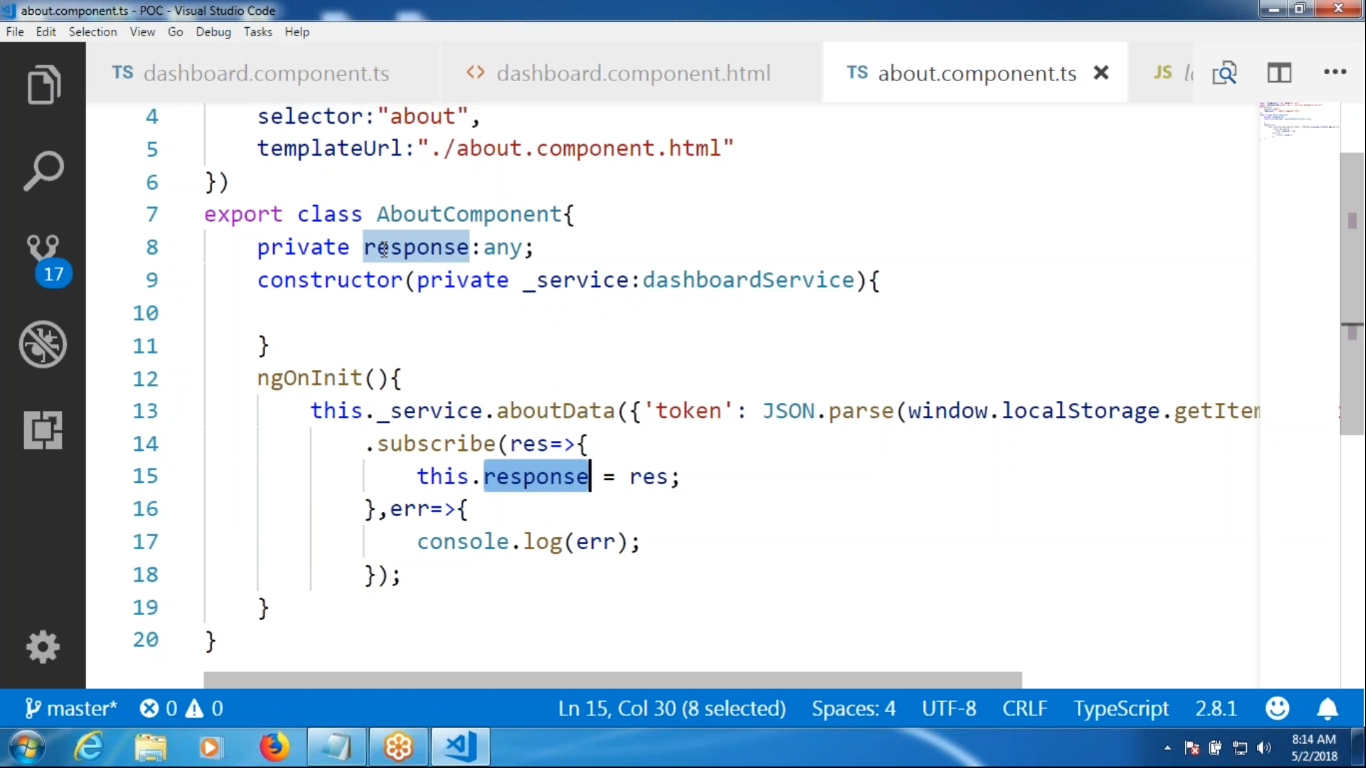 about.component.ts - POC - Visual Studio Code
File Edit Selection View Go Debug Tasks Help
TS dashboard.component.ts <> dashboard.component.html TS about.component.ts JS
4 selector:"about",
5 templateUrl:"./about.component.html"
6 })
7 export class AboutComponent{
8 private response:any;
9 constructor(private _service:dashboardService){
10
11 }
12 ngOnInit(){
13 this._service.aboutData({'token': JSON.parse(window.localStorage.getItem
14 .subscribe(res=>{
15 this.response = res;
16 },err=>{
17 console.log(err);
18 });
19 }
20 }
17
master* 0 0 Ln 15, Col 30 (8 selected) Spaces: 4 UTF-8 CRLF TypeScript 2.8.1
8:14 AM
5/2/2018